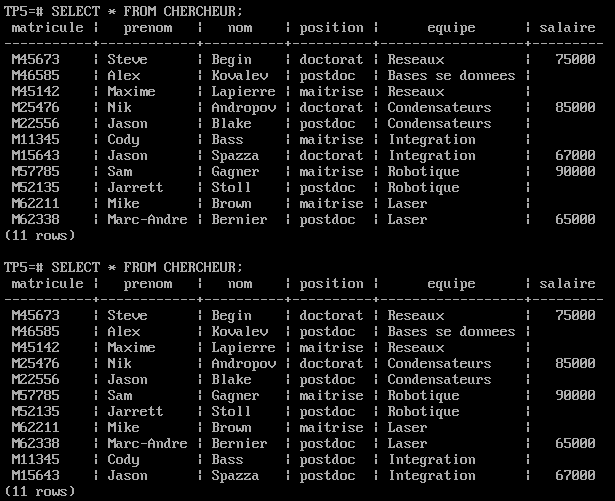 TP5=# SELECT * FROM CHERCHEUR;
matricule ¦ prenom ¦ nom ¦ position ¦ equipe ¦ salaire
-----------+------------+----------+----------+-----------------+---------
M45673 ¦ Steve ¦ Begin ¦ doctorat ¦ Reseaux ¦ 75000
M46585 ¦ Alex ¦ Kovalev ¦ postdoc ¦ Bases se donnees ¦
M45142 ¦ Maxime ¦ Lapierre ¦ maitrise ¦ Reseaux ¦
M25476 ¦ Nik ¦ Andropov ¦ doctorat ¦ Condensateurs ¦ 85000
M22556 ¦ Jason ¦ Blake ¦ postdoc ¦ Condensateurs ¦
M11345 ¦ Cody ¦ Bass ¦ maitrise ¦ Integration ¦
M15643 ¦ Jason ¦ Spazza ¦ doctorat ¦ Integration ¦ 67000
M57785 ¦ Sam ¦ Gagner ¦ maitrise ¦ Robotique ¦ 90000
M52135 ¦ Jarrett ¦ Stoll ¦ postdoc ¦ Robotique ¦
M62211 ¦ Mike ¦ Brown ¦ maitrise ¦ Laser ¦
M62338 ¦ Marc-Andre ¦ Bernier ¦ postdoc ¦ Laser ¦ 65000
(11 rows)
TP5=# SELECT * FROM CHERCHEUR;
matricule ¦ prenom ¦ nom ¦ position ¦ equipe ¦ salaire
-----------+------------+----------+----------+-----------------+---------
M45673 ¦ Steve ¦ Begin ¦ doctorat ¦ Reseaux ¦ 75000
M46585 ¦ Alex ¦ Kovalev ¦ postdoc ¦ Bases se donnees ¦
M45142 ¦ Maxime ¦ Lapierre ¦ maitrise ¦ Reseaux ¦
M25476 ¦ Nik ¦ Andropov ¦ doctorat ¦ Condensateurs ¦ 85000
M22556 ¦ Jason ¦ Blake ¦ postdoc ¦ Condensateurs ¦
M57785 ¦ Sam ¦ Gagner ¦ maitrise ¦ Robotique ¦ 90000
M52135 ¦ Jarrett ¦ Stoll ¦ postdoc ¦ Robotique ¦
M62211 ¦ Mike ¦ Brown ¦ maitrise ¦ Laser ¦
M62338 ¦ Marc-Andre ¦ Bernier ¦ postdoc ¦ Laser ¦ 65000
M11345 ¦ Cody ¦ Bass ¦ postdoc ¦ Integration ¦
M15643 ¦ Jason ¦ Spazza ¦ postdoc ¦ Integration ¦ 67000
(11 rows)